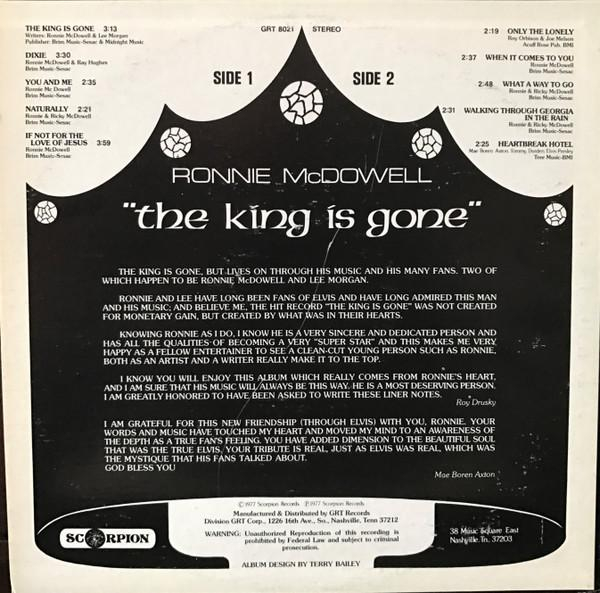 GRT 8021 STEREO
SIDE 1
THE KING IS GONE 3:13
Writers: Ronnie McDowell & Lee Morgan
Publisher: Brim Music-Sesac & Midnight Music
DIXIE 3:30
Ronnie McDowell & Ray Hughes
Brim Music-Sesac
YOU AND ME 2:35
Ronnie Mc Dowell
Brim Music-Sesac
NATURALLY 2:21
Ronnie & Ricky McDowell
Brim Music-Sesac
IF NOT FOR THE
LOVE OF JESUS 3:59
Ronnie McDowell
Brim Music-Sesac
SIDE 2
2:19 ONLY THE LONELY
Roy Orbison & Joe Melson
Acuff Rose Pub. BMI
2:37 WHEN IT COMES TO YOU
Ronnie McDowell
Brim Music-Sesac
2:48 WHAT A WAY TO GO
Ronnie & Ricky McDowell
Brim Music-Sesac
2:31 WALKING THROUGH GEORGIA
IN THE RAIN
Ronnie & Ricky McDowell
Brim Music-Sesac
2:25 HEARTBREAK HOTEL
Mae Boren Axton, Tommy Durden, Elvis Presley
Tree Music-BMI
RONNIE McDOWELL
"the king is gone"
THE KING IS GONE, BUT LIVES ON THROUGH HIS MUSIC AND HIS MANY FANS. TWO OF
WHICH HAPPEN TO BE RONNIE McDOWELL AND LEE MORGAN.
RONNIE AND LEE HAVE LONG BEEN FANS OF ELVIS AND HAVE LONG ADMIRED THIS MAN
AND HIS MUSIC; AND BELIEVE ME, THE HIT RECORD "THE KING IS GONE" WAS NOT CREATED
FOR MONETARY GAIN, BUT CREATED BY WHAT WAS IN THEIR HEARTS.
KNOWING RONNIE AS I DO, I KNOW HE IS A VERY SINCERE AND DEDICATED PERSON AND
HAS ALL THE QUALITIES OF BECOMING A VERY "SUPER STAR" AND THIS MAKES ME VERY
HAPPY AS A FELLOW ENTERTAINER TO SEE A CLEAN-CUT YOUNG PERSON SUCH AS RONNIE,
BOTH AS AN ARTIST AND A WRITER REALLY MAKE IT TO THE TOP.
I KNOW YOU WILL ENJOY THIS ALBUM WHICH REALLY COMES FROM RONNIE'S HEART,
AND I AM SURE THAT HIS MUSIC WILL ALWAYS BE THIS WAY. HE IS A MOST DESERVING PERSON.
I AM GREATLY HONORED TO HAVE BEEN ASKED TO WRITE THESE LINER NOTES.
Roy Drusky
I AM GRATEFUL FOR THIS NEW FRIENDSHIP (THROUGH ELVIS) WITH YOU, RONNIE. YOUR
WORDS AND MUSIC HAVE TOUCHED MY HEART AND MOVED MY MIND TO AN AWARENESS OF
THE DEPTH AS A TRUE FAN'S FEELING. YOU HAVE ADDED DIMENSION TO THE BEAUTIFUL SOUL
THAT WAS THE TRUE ELVIS. YOUR TRIBUTE IS REAL, JUST AS ELVIS WAS REAL, WHICH WAS
THE MYSTIQUE THAT HIS FANS TALKED ABOUT.
GOD BLESS YOU
Mae Boren Axton
©1977 Scorpion Records ℗1977 Scorpion Records
Manufactured & Distributed by GRT Records
Division GRT Corp., 1226 16th Ave., So., Nashville, Tenn 37212
WARNING: Unauthorized Reproduction of this recording is
prohibited by Federal Law and subject to criminal
prosecution.
SCORPION
38 Music Square East
Nashville, Tn. 37203
ALBUM DESIGN BY TERRY BAILEY